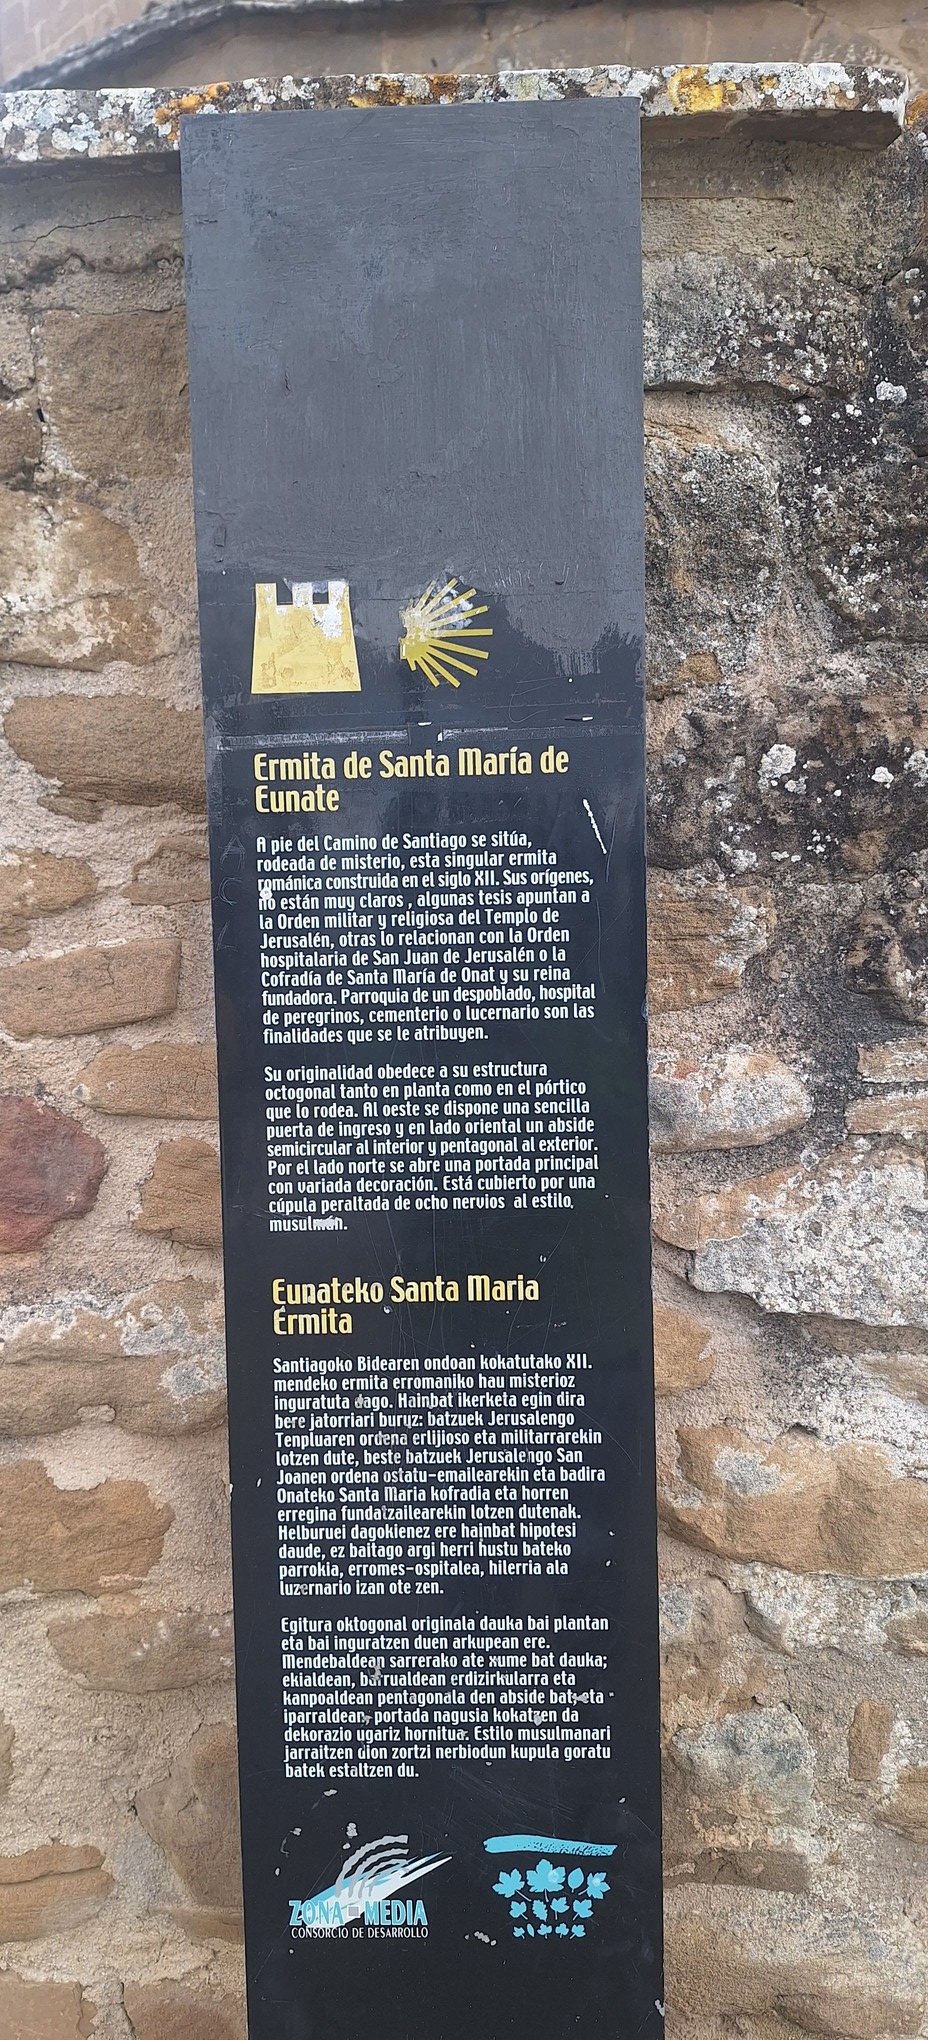 Ermita de Santa María de
Eunate
A pie del Camino de Santiago se sitúa,
rodeada de misterio, esta singular ermita
románica construida en el siglo XII. Sus orígenes,
no están muy claros , algunas tesis apuntan a
la Orden militar y religiosa del Templo de
Jerusalén, otras lo relacionan con la Orden
hospitalaria de San Juan de Jerusalén o la
Cofradía de Santa María de Onat y su reina
fundadora. Parroquia de un despoblado, hospital
de peregrinos, cementerio o lucernario son las
finalidades que se le atribuyen.
Su originalidad obedece a su estructura
octogonal tanto en planta como en el pórtico
que lo rodea. Al oeste se dispone una sencilla
puerta de ingreso y en lado oriental un abside
semicircular al interior y pentagonal al exterior.
Por el lado norte se abre una portada principal
con variada decoración. Está cubierto por una
cúpula peraltada de ocho nervios al estilo
musulmán.
Eunateko Santa Maria
Ermita
Santiagoko Bidearen ondoan kokatutako XII.
mendeko ermita erromaniko hau misterioz
inguratuta dago. Hainbat ikerketa egin dira
bere jatorriari buruz: batzuek Jerusalengo
Tenpluaren ordena erlijioso eta militarrarekin
lotzen dute, beste batzuek Jerusalengo San
Joanen ordena ostatu-emailearekin eta badira
Onateko Santa Maria kofradia eta horren
erregina fundatzailearekin lotzen dutenak.
Helburuei dagokienez ere hainbat hipotesi
daude, ez baitago argi herri hustu bateko
parrokia, erromes-ospitalea, hilerria ala
luzernario izan ote zen.
Egitura oktogonal originala dauka bai plantan
eta bai inguratzen duen arkupean ere.
Mendebaldean sarrerako ate xume bat dauka;
ekialdean, barrualdean erdizirkularra eta
kanpoaldean pentagonala den abside bat; eta
iparraldean, portada nagusia kokatzen da
dekorazio ugariz hornitua. Estilo musulmanari
jarraitzen dion zortzi nerbiodun kupula goratu
batek estaltzen du.
ZONA MEDIA
CONSORCIO DE DESARROLLO